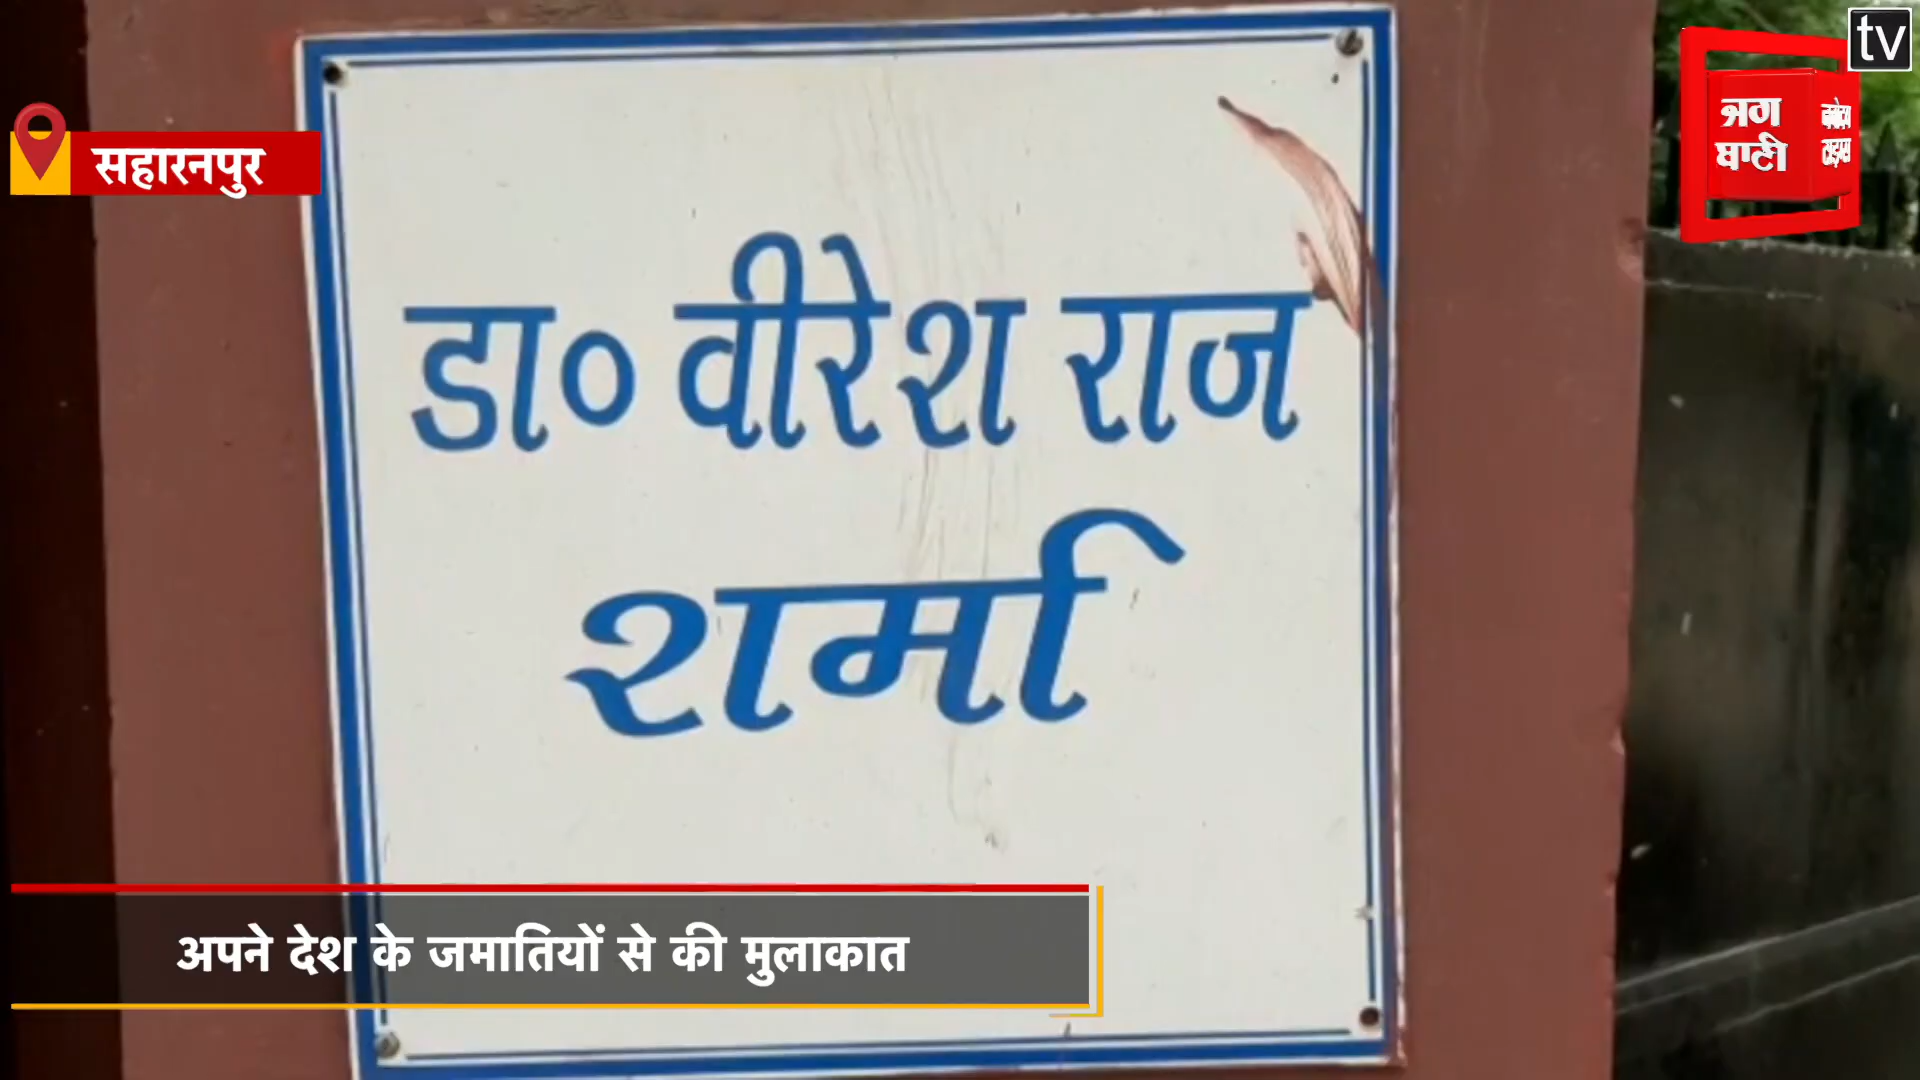 tv
जग
बाणी
सहारनपुर
डा० वीरेश राज
शर्मा
अपने देश के जमातियों से की मुलाकात